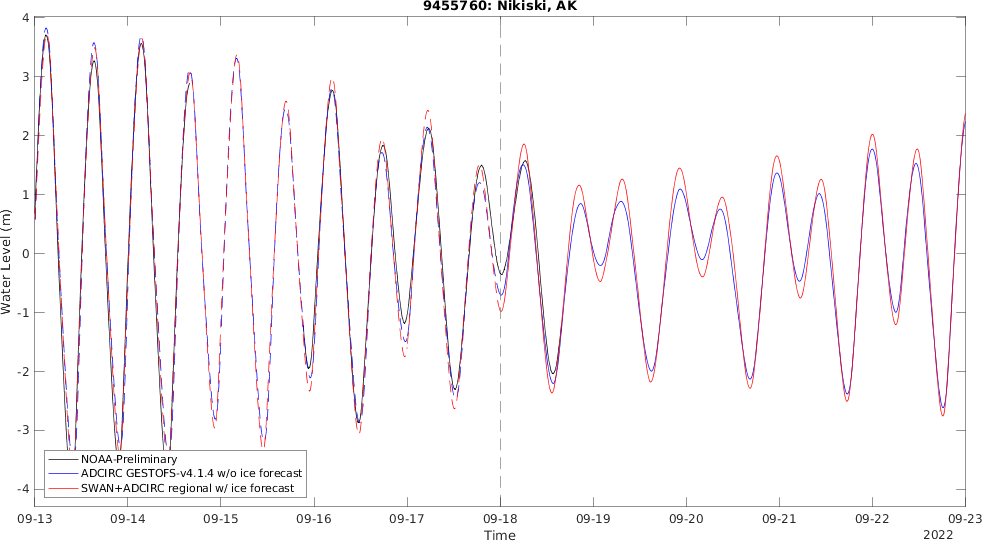 9455760: Nikiski, AK
4
3
2
1
0
-1
-2
-3
-4
Water Level (m)
NOAA-Preliminary
ADCIRC GESTOFS-v4.1.4 w/o ice forecast
SWAN+ADCIRC regional w/ ice forecast
09-13 09-14 09-15 09-16 09-17 09-18 09-19 09-20 09-21 09-22 09-23
Time
2022